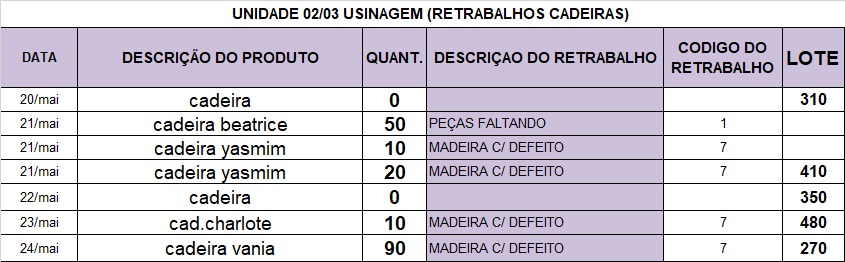 UNIDADE 02/03 USINAGEM (RETRABALHOS CADEIRAS)
DATA DESCRIÇÃO DO PRODUTO QUANT. DESCRIÇAO DO RETRABALHO CODIGO DO RETRABALHO LOTE
20/mai cadeira 0 310
21/mai cadeira beatrice 50 PEÇAS FALTANDO 1
21/mai cadeira yasmim 10 MADEIRA C/ DEFEITO 7
21/mai cadeira yasmim 20 MADEIRA C/ DEFEITO 7 410
22/mai cadeira 0 350
23/mai cad.charlote 10 MADEIRA C/ DEFEITO 7 480
24/mai cadeira vania 90 MADEIRA C/ DEFEITO 7 270